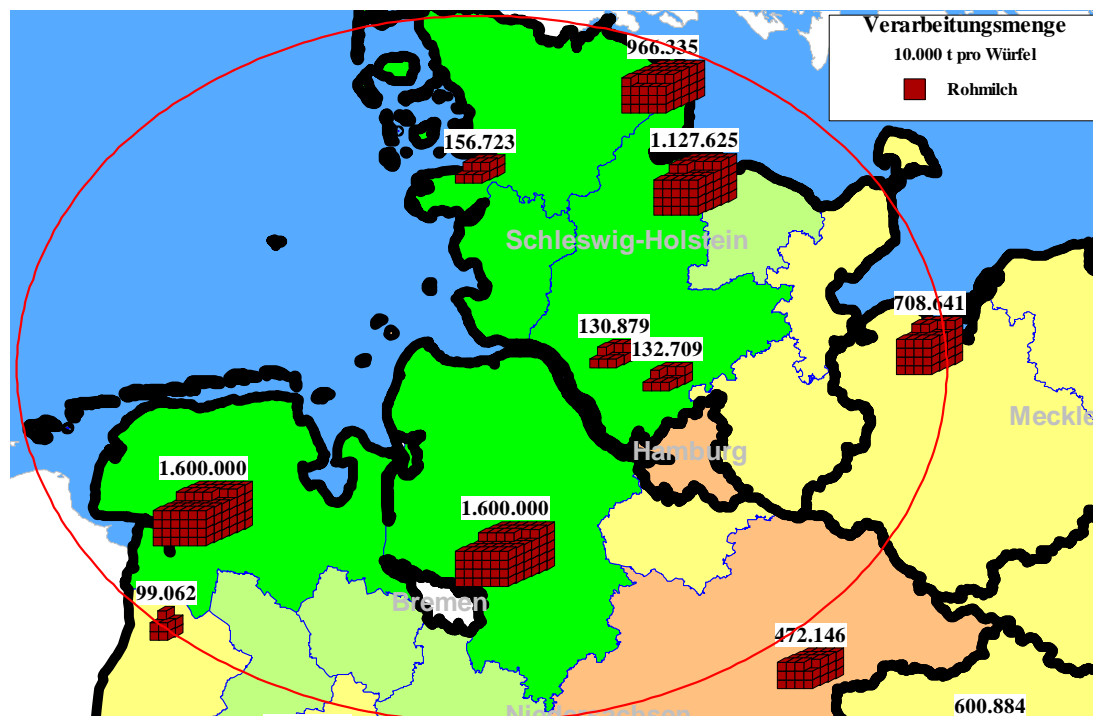 Verarbeitungsmenge
10.000 t pro Würfel
Rohmilch
966.335
156.723
1.127.625
Schleswig-Holstein
708.641
130.879
132.709
Meckle
Hamburg
1.600.000
1.600.000
99.062
Bremen
472.146
600.884
Niedersachsen